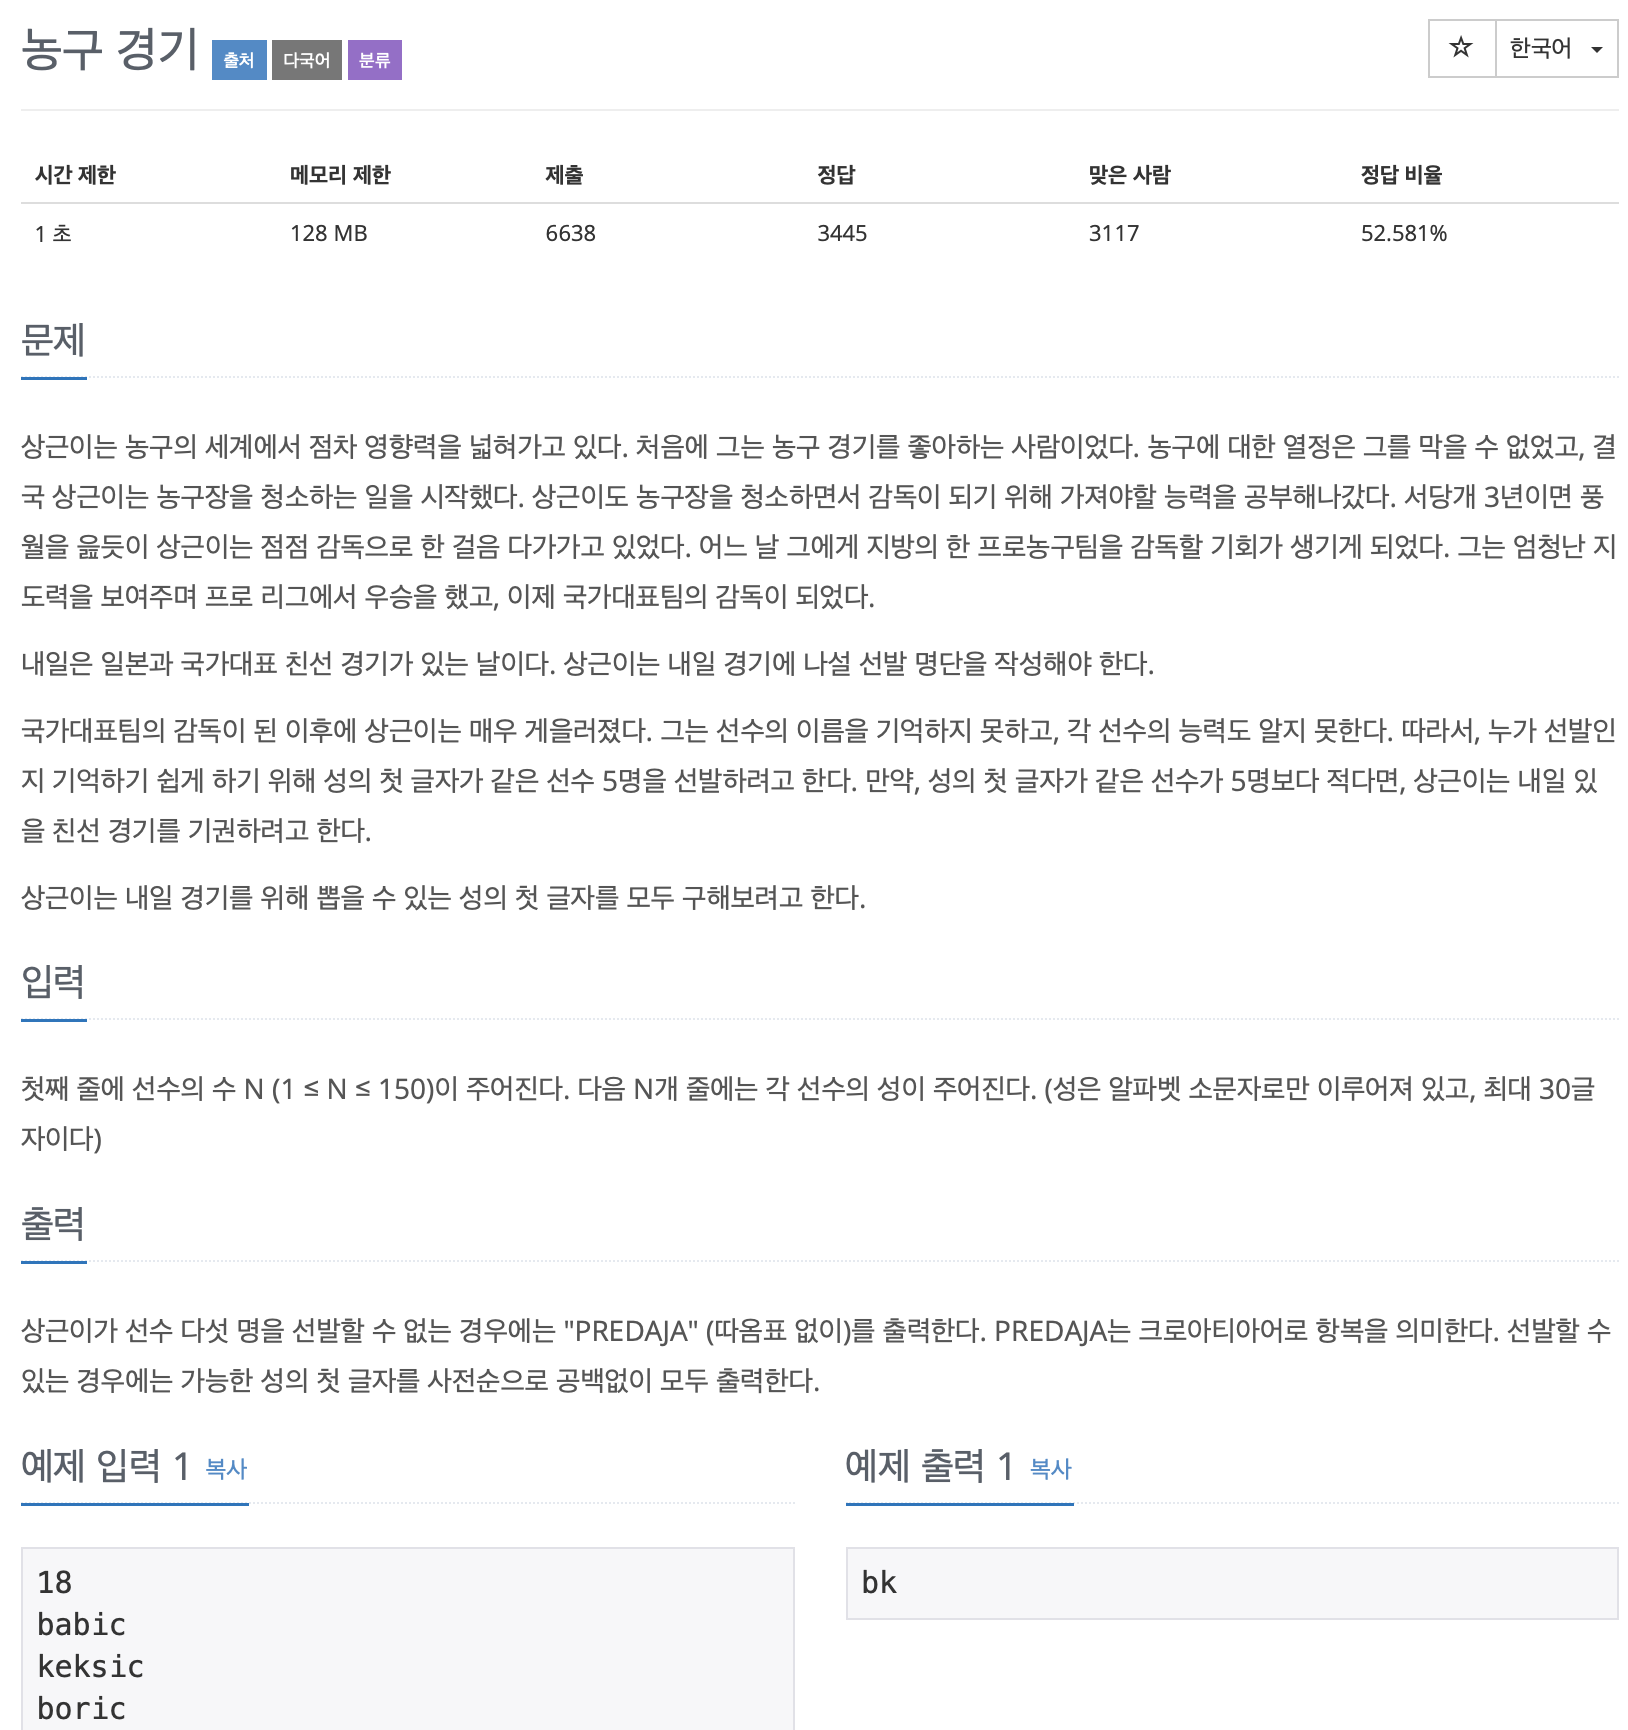 농구 경기 출처 다국어 분류 ☆ 한국어
시간 제한 메모리 제한 제출 정답 맞은 사람 정답 비율
1 초 128 MB 6638 3445 3117 52.581%
문제
상근이는 농구의 세계에서 점차 영향력을 넓혀가고 있다. 처음에 그는 농구 경기를 좋아하는 사람이었다. 농구에 대한 열정은 그를 막을 수 없었고, 결
국 상근이는 농구장을 청소하는 일을 시작했다. 상근이도 농구장을 청소하면서 감독이 되기 위해 가져야할 능력을 공부해나갔다. 서당개 3년이면 풍
월을 읊듯이 상근이는 점점 감독으로 한 걸음 다가가고 있었다. 어느 날 그에게 지방의 한 프로농구팀을 감독할 기회가 생기게 되었다. 그는 엄청난 지
도력을 보여주며 프로 리그에서 우승을 했고, 이제 국가대표팀의 감독이 되었다.
내일은 일본과 국가대표 친선 경기가 있는 날이다. 상근이는 내일 경기에 나설 선발 명단을 작성해야 한다.
국가대표팀의 감독이 된 이후에 상근이는 매우 게을러졌다. 그는 선수의 이름을 기억하지 못하고, 각 선수의 능력도 알지 못한다. 따라서, 누가 선발인
지 기억하기 쉽게 하기 위해 성의 첫 글자가 같은 선수 5명을 선발하려고 한다. 만약, 성의 첫 글자가 같은 선수가 5명보다 적다면, 상근이는 내일 있
을 친선 경기를 기권하려고 한다.
상근이는 내일 경기를 위해 뽑을 수 있는 성의 첫 글자를 모두 구해보려고 한다.
입력
첫째 줄에 선수의 수 N (1 ≤ N ≤ 150)이 주어진다. 다음 N개 줄에는 각 선수의 성이 주어진다. (성은 알파벳 소문자로만 이루어져 있고, 최대 30글
자이다)
출력
상근이가 선수 다섯 명을 선발할 수 없는 경우에는 "PREDAJA" (따옴표 없이)를 출력한다. PREDAJA는 크로아티아어로 항복을 의미한다. 선발할 수
있는 경우에는 가능한 성의 첫 글자를 사전순으로 공백없이 모두 출력한다.
예제 입력 1 복사
18
babic
keksic
boric
예제 출력 1 복사
bk